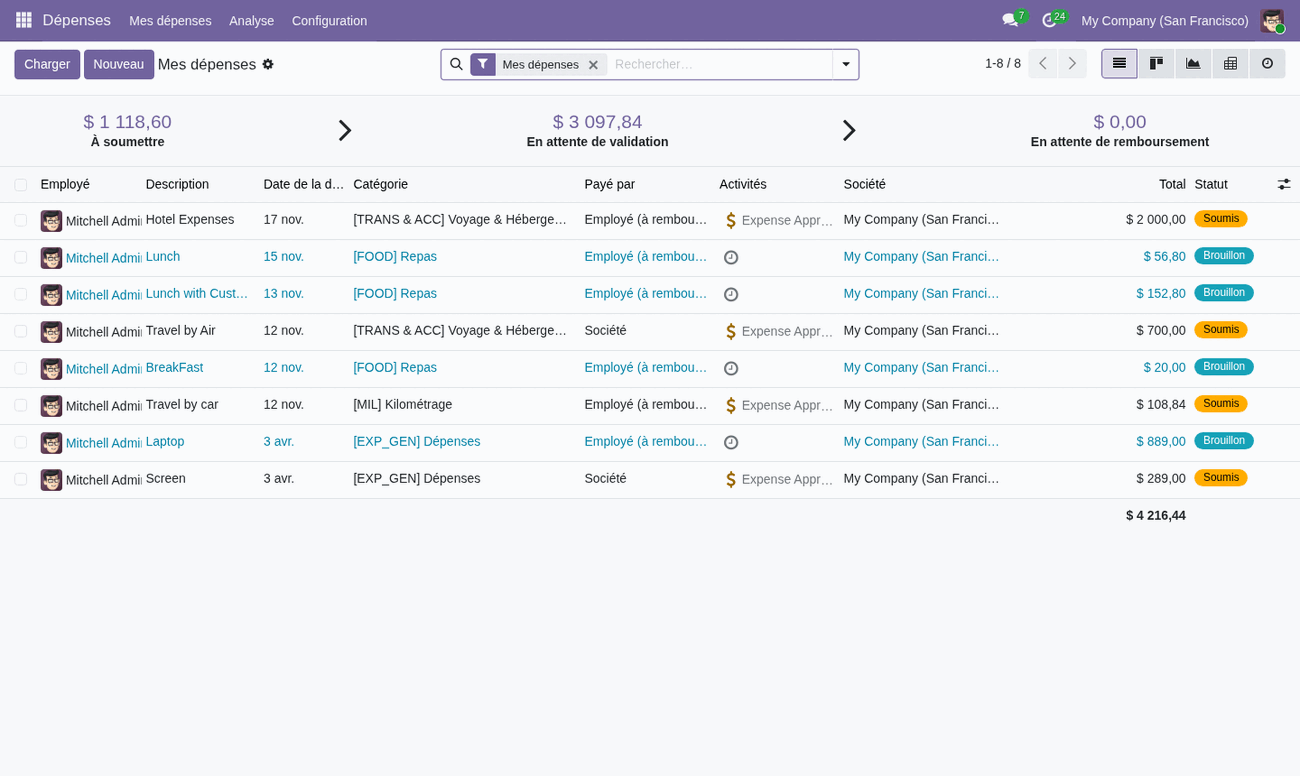 Dépenses Mes dépenses Analyse Configuration 7 24 My Company (San Francisco)
Charger Nouveau Mes dépenses Mes dépenses Rechercher... 1-8 / 8
$ 1 118,60 $ 3 097,84 $ 0,00
À soumettre En attente de validation En attente de remboursement
Employé Description Date de la d... Catégorie Payé par Activités Société Total Statut
Mitchell Admi Hotel Expenses 17 nov. [TRANS & ACC] Voyage & Héberge... Employé (à rembou... Expense Appr... My Company (San Franci... $ 2 000,00 Soumis
Mitchell Admi Lunch 15 nov. [FOOD] Repas Employé (à rembou... My Company (San Franci... $ 56,80 Brouillon
Mitchell Admi Lunch with Cust... 13 nov. [FOOD] Repas Employé (à rembou... My Company (San Franci... $ 152,80 Brouillon
Mitchell Admi Travel by Air 12 nov. [TRANS & ACC] Voyage & Héberge... Société Expense Appr... My Company (San Franci... $ 700,00 Soumis
Mitchell Admi BreakFast 12 nov. [FOOD] Repas Employé (à rembou... My Company (San Franci... $ 20,00 Brouillon
Mitchell Admi Travel by car 12 nov. [MIL] Kilométrage Employé (à rembou... Expense Appr... My Company (San Franci... $ 108,84 Soumis
Mitchell Admi Laptop 3 avr. [EXP_GEN] Dépenses Employé (à rembou... My Company (San Franci... $ 889,00 Brouillon
Mitchell Admi Screen 3 avr. [EXP_GEN] Dépenses Société Expense Appr... My Company (San Franci... $ 289,00 Soumis
$ 4 216,44